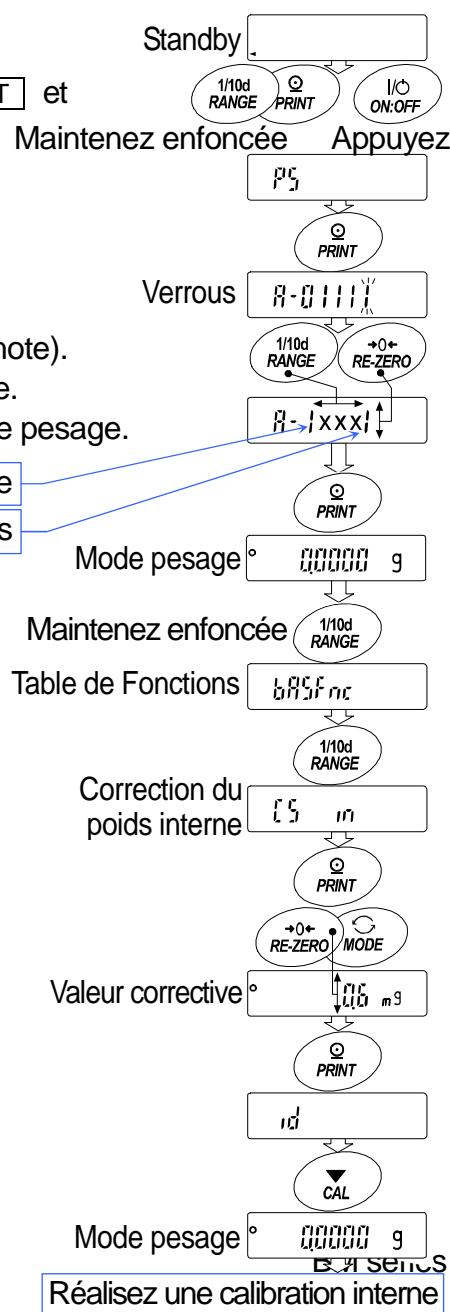 Standby
T et
1/10d RANGE PRINT I/ ON:OFF
Maintenez enfoncée Appuyez
PS
PRINT
Verrous A-01111
note).
1/10d RANGE →0← RE-ZERO
e.
A-1xxx1
e pesage.
e
s
PRINT
Mode pesage 0.0000 g
Maintenez enfoncée 1/10d RANGE
Table de Fonctions bASFnc
1/10d RANGE
Correction du
poids interne CS in
PRINT
→0← RE-ZERO MODE
Valeur corrective 0.6 mg
PRINT
id
CAL
Mode pesage 0.0000 g
séries
Réalisez une calibration interne